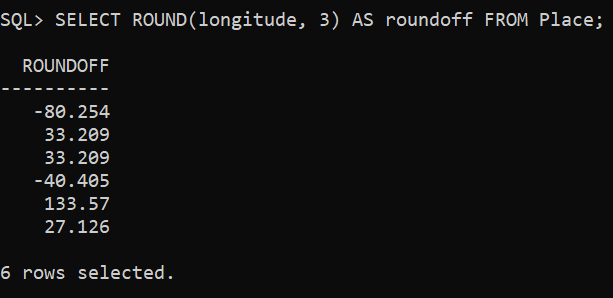 SQL> SELECT ROUND(longitude, 3) AS roundoff FROM Place;
ROUNDOFF
----------
-80.254
33.209
33.209
-40.405
133.57
27.126
6 rows selected.